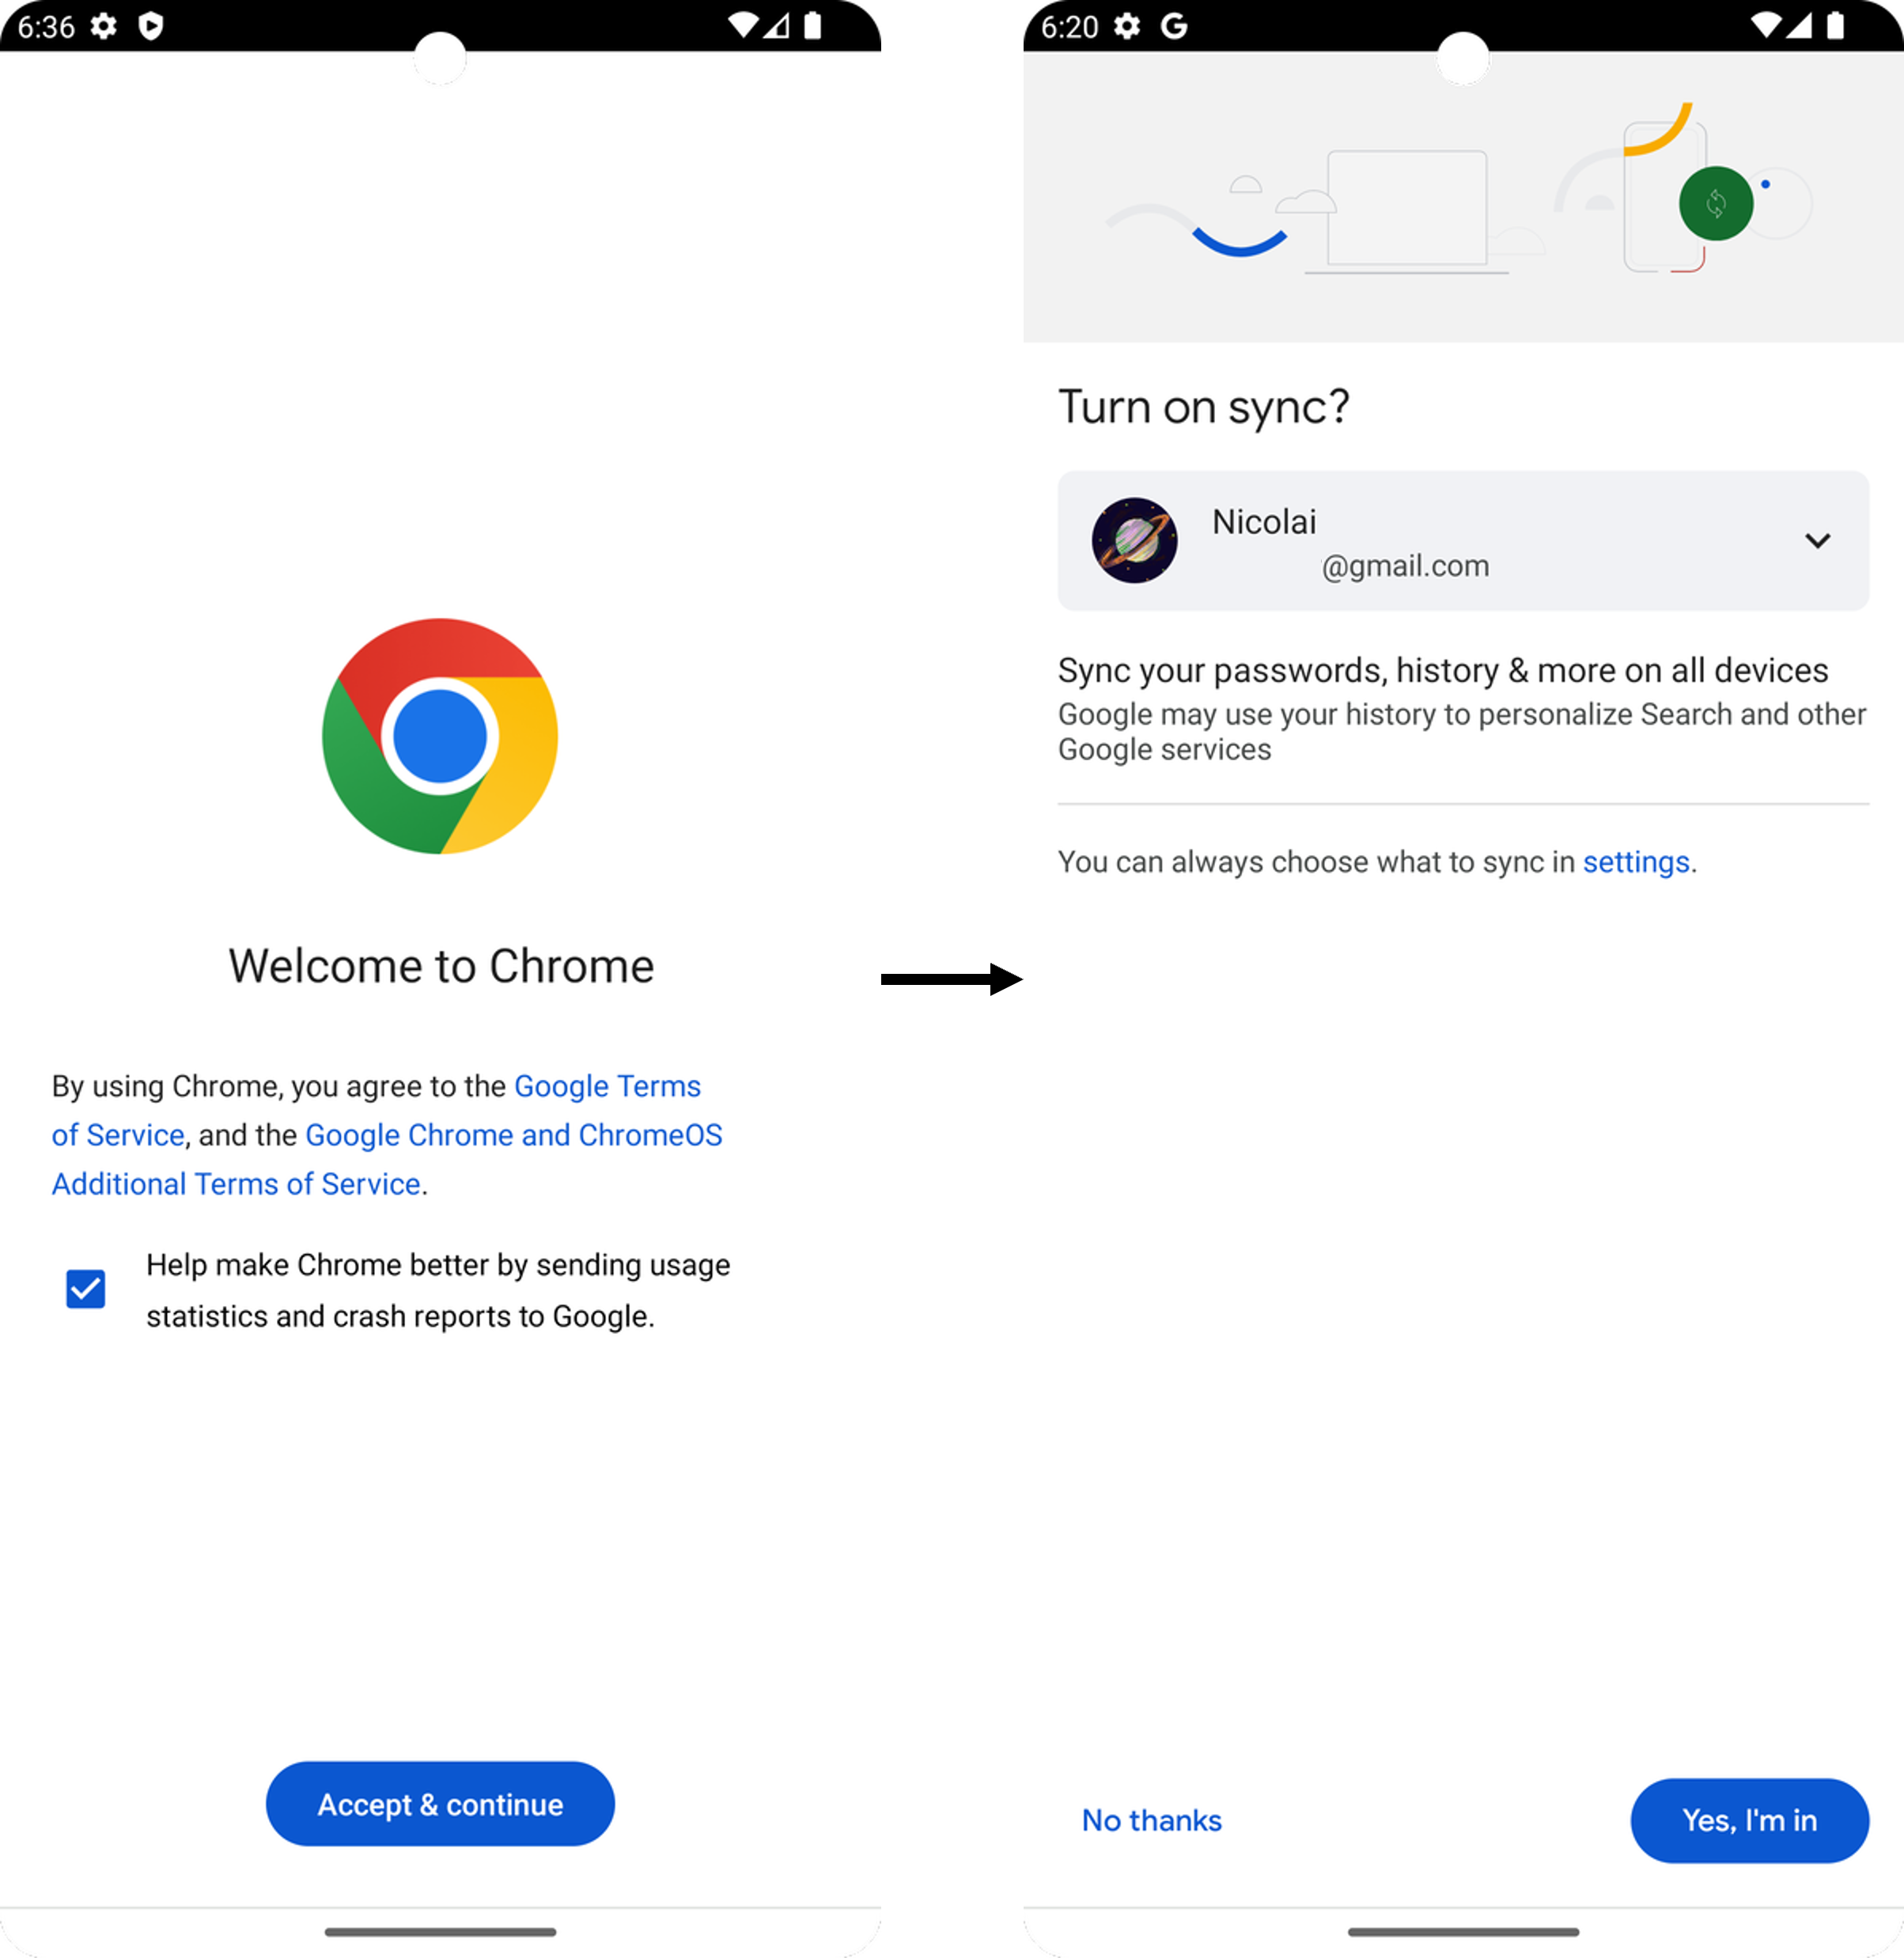 6:36
Welcome to Chrome
By using Chrome, you agree to the Google Terms
of Service, and the Google Chrome and ChromeOS
Additional Terms of Service.
Help make Chrome better by sending usage
statistics and crash reports to Google.
Accept & continue
6:20
Turn on sync?
Nicolai
@gmail.com
Sync your passwords, history & more on all devices
Google may use your history to personalize Search and other
Google services
You can always choose what to sync in settings.
No thanks
Yes, I'm in